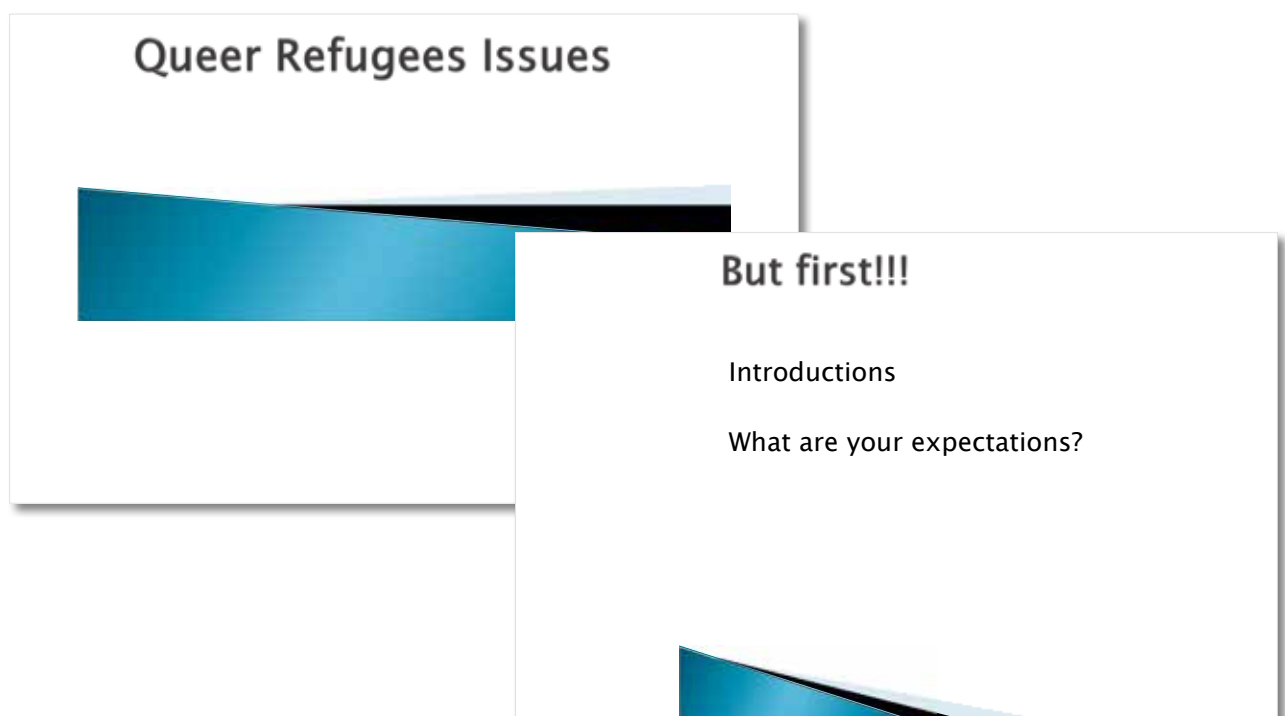 Queer Refugees Issues
But first!!!
Introductions
What are your expectations?